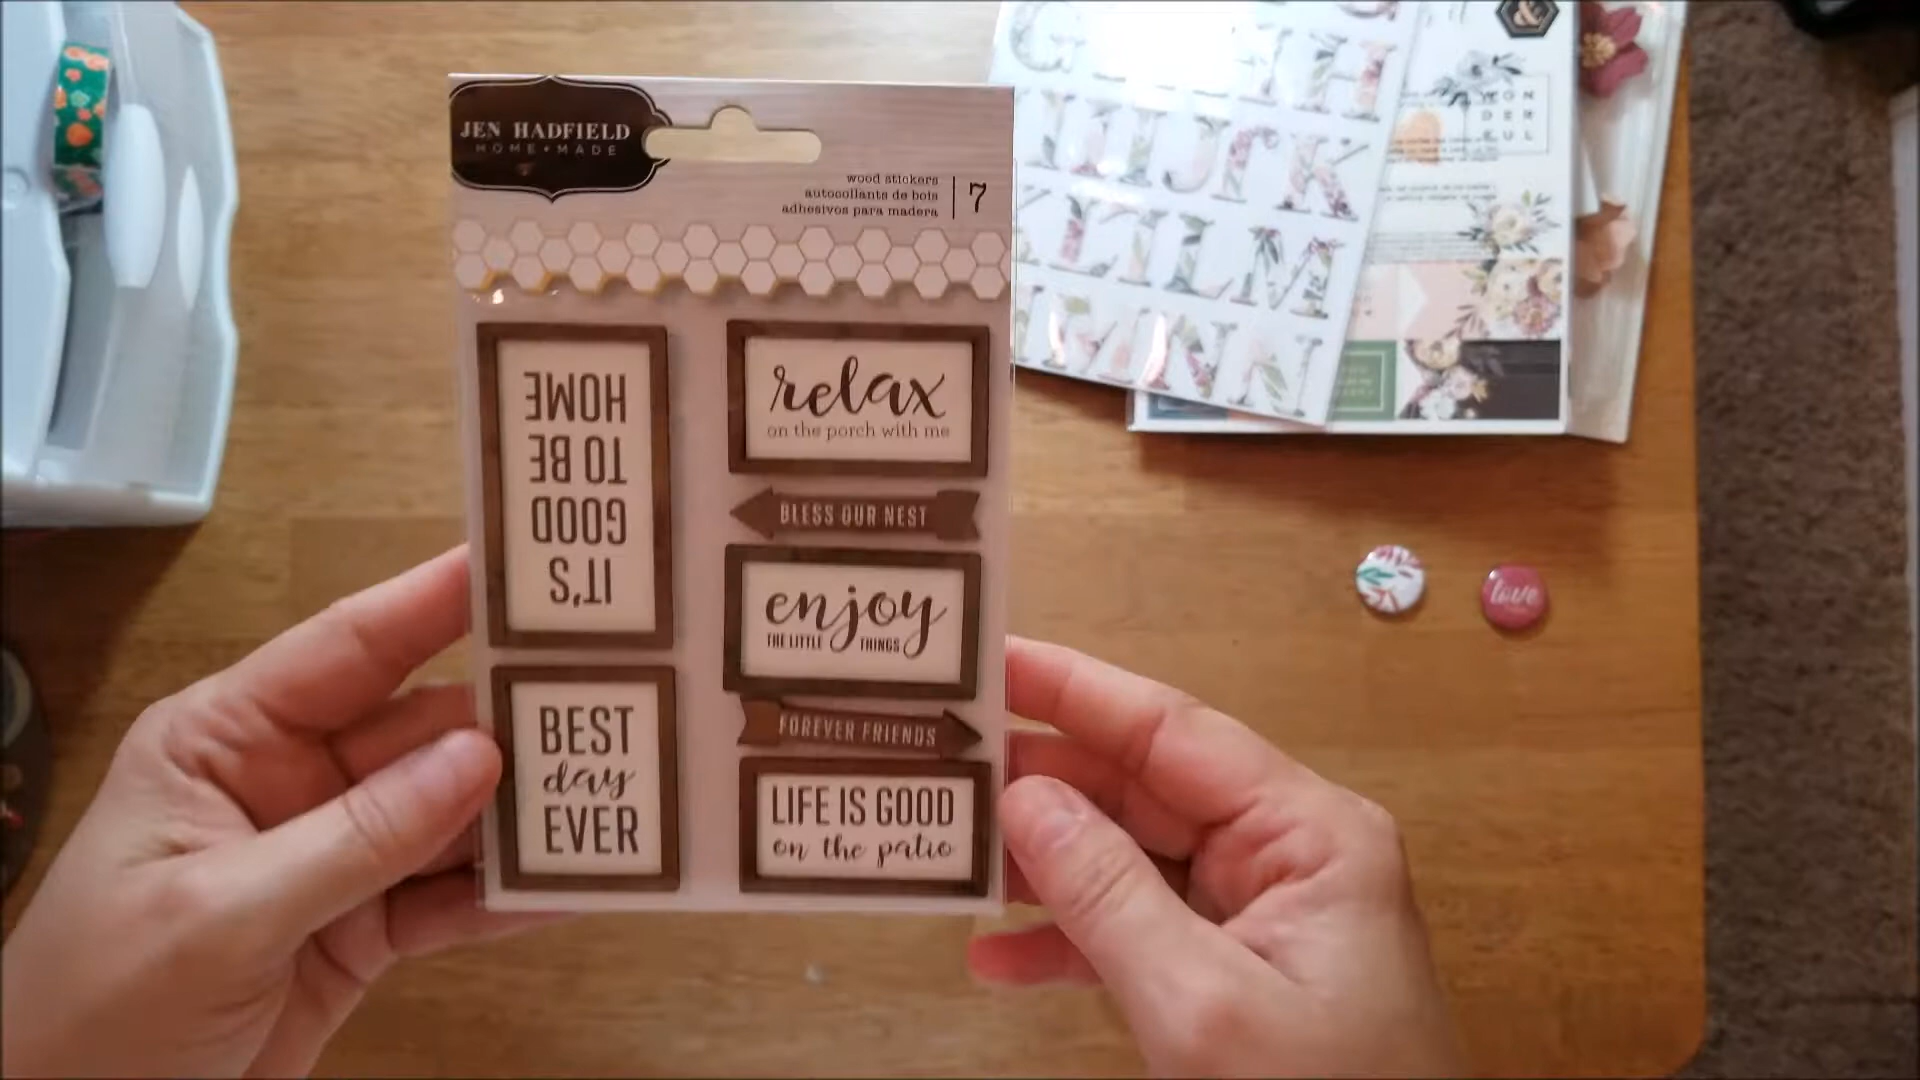 JEN HADFIELD
HOME+MADE
wood stickers
autocollants de bois
adhesivos para madera
7
IT'S
GOOD
TO BE
HOME
BEST
day
EVER
relax
on the porch with me
BLESS OUR NEST
enjoy
THE LITTLE THINGS
FOREVER FRIENDS
LIFE IS GOOD
on the patio
G H
I I J K
L I L M
M N N
&
W O N
D E R
F U L
love